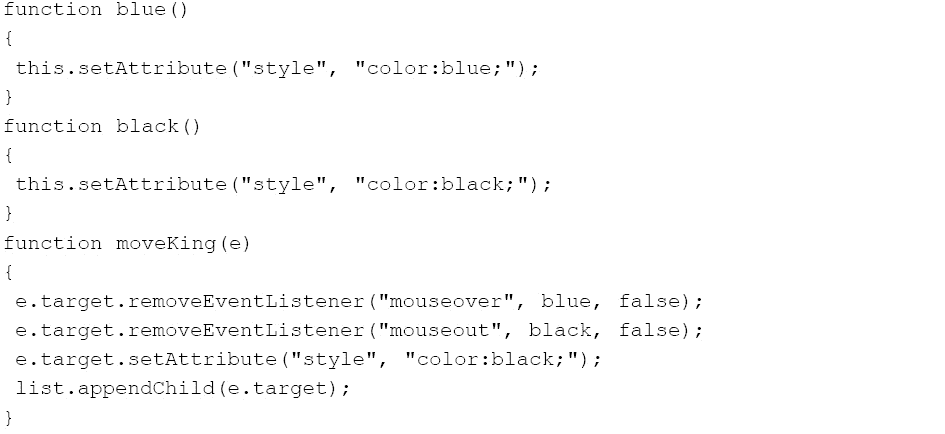 function blue()
{
 this.setAttribute("style", "color:blue;");
}
function black()
{
 this.setAttribute("style", "color:black;");
}
function moveKing(e)
{
 e.target.removeEventListener("mouseover", blue, false);
 e.target.removeEventListener("mouseout", black, false);
 e.target.setAttribute("style", "color:black;");
 list.appendChild(e.target);
}